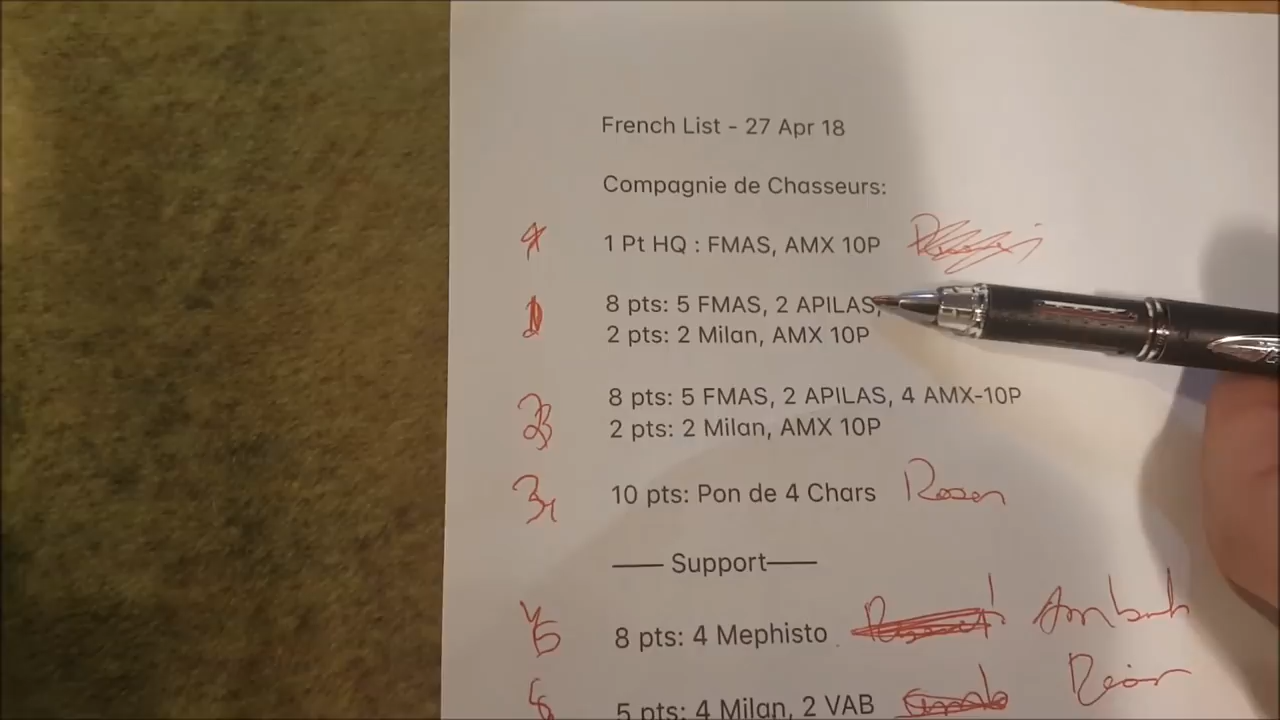 French List - 27 Apr 18
Compagnie de Chasseurs:
1 Pt HQ : FMAS, AMX 10P
8 pts: 5 FMAS, 2 APILAS,
2 pts: 2 Milan, AMX 10P
8 pts: 5 FMAS, 2 APILAS, 4 AMX-10P
2 pts: 2 Milan, AMX 10P
10 pts: Pon de 4 Chars
Support
8 pts: 4 Mephisto Ambush
5 pts: 4 Milan, 2 VAB